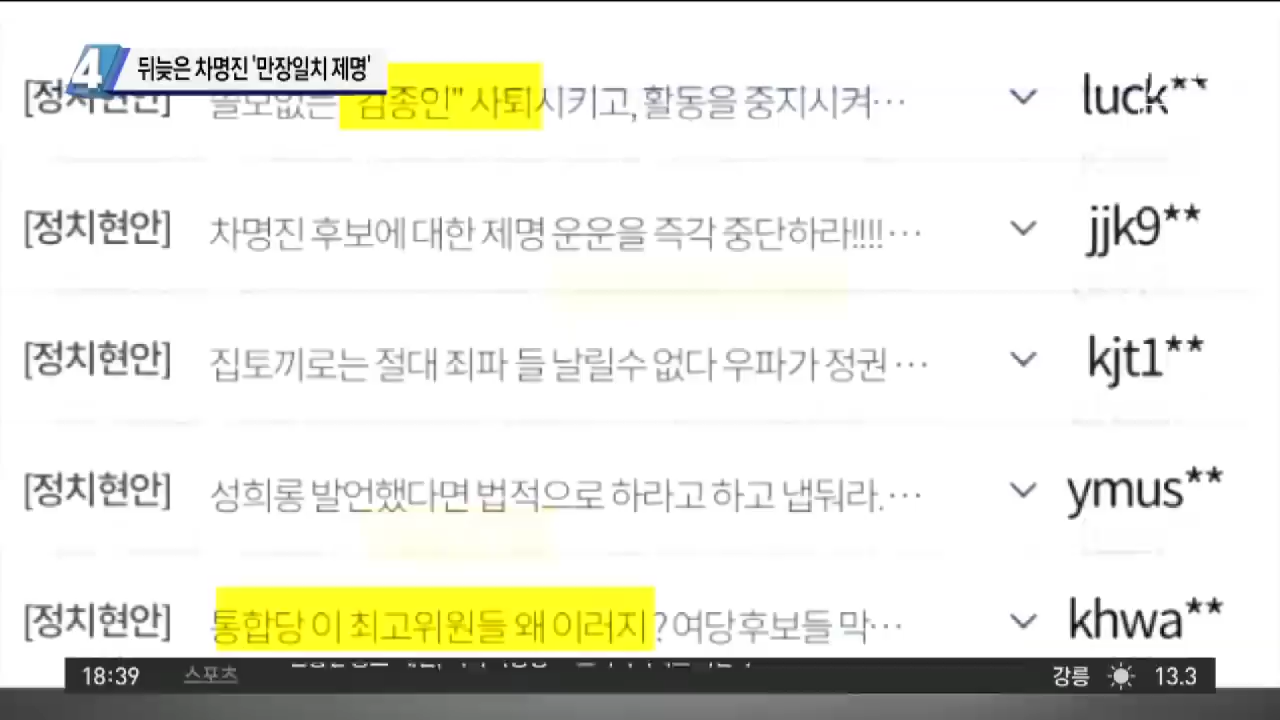 4 뒤늦은 차명진 '만장일치 제명'
[정치현안] 쓸모없는 "김종인" 사퇴시키고, 활동을 중지시켜… luck**
[정치현안] 차명진 후보에 대한 제명 운운을 즉각 중단하라!!!!… jjk9**
[정치현안] 집토끼로는 절대 죄파 들 날릴수 없다 우파가 정권… kjt1**
[정치현안] 성희롱 발언했다면 법적으로 하라고 하고 냅둬라.… ymus**
[정치현안] 통합당 이 최고위원들 왜 이러지? 여당후보들 막… khwa**
18:39 스포츠 강릉 13.3